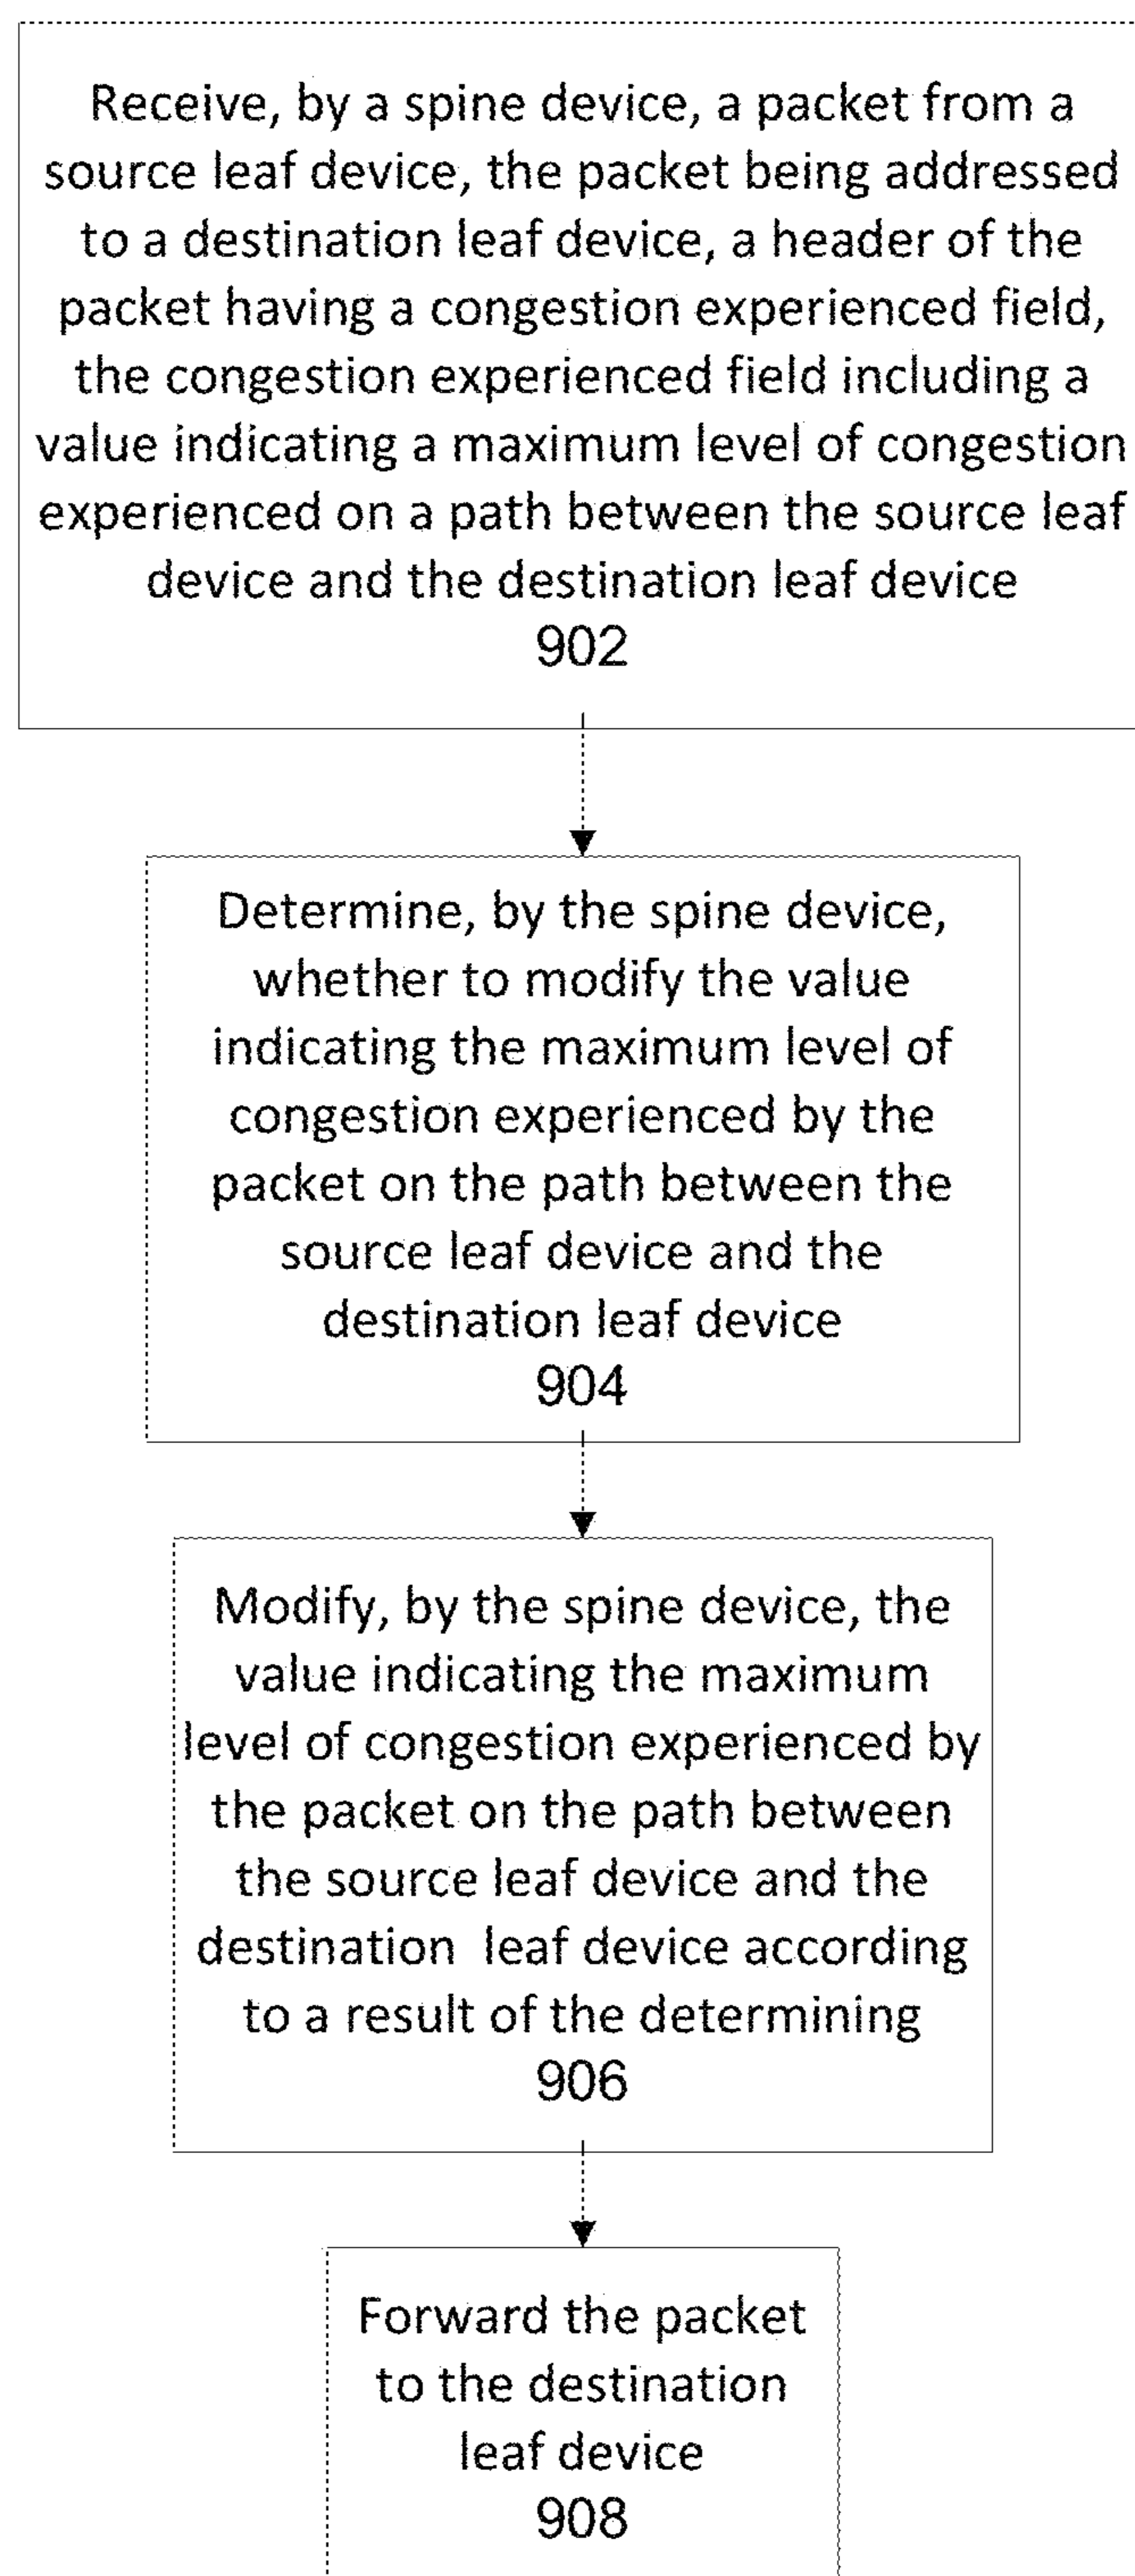 Receive, by a spine device, a packet from a
source leaf device, the packet being addressed
to a destination leaf device, a header of the
packet having a congestion experienced field,
the congestion experienced field including a
value indicating a maximum level of congestion
experienced on a path between the source leaf
device and the destination leaf device
902
Determine, by the spine device,
whether to modify the value
indicating the maximum level of
congestion experienced by the
packet on the path between the
source leaf device and the
destination leaf device
904
Modify, by the spine device, the
value indicating the maximum
level of congestion experienced by
the packet on the path between
the source leaf device and the
destination leaf device according
to a result of the determining
906
Forward the packet
to the destination
leaf device
908